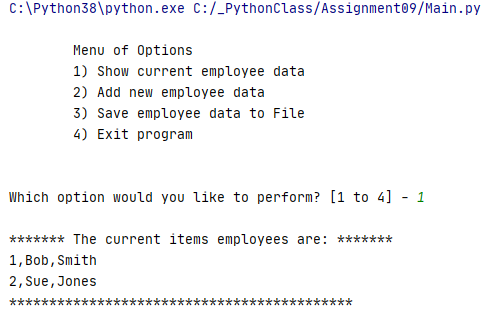 C:\Python38\python.exe C:/_PythonClass/Assignment09/Main.py
Menu of Options
1) Show current employee data
2) Add new employee data
3) Save employee data to File
4) Exit program
Which option would you like to perform? [1 to 4] - 1
******* The current items employees are: *******
1,Bob,Smith
2,Sue,Jones
*******************************************